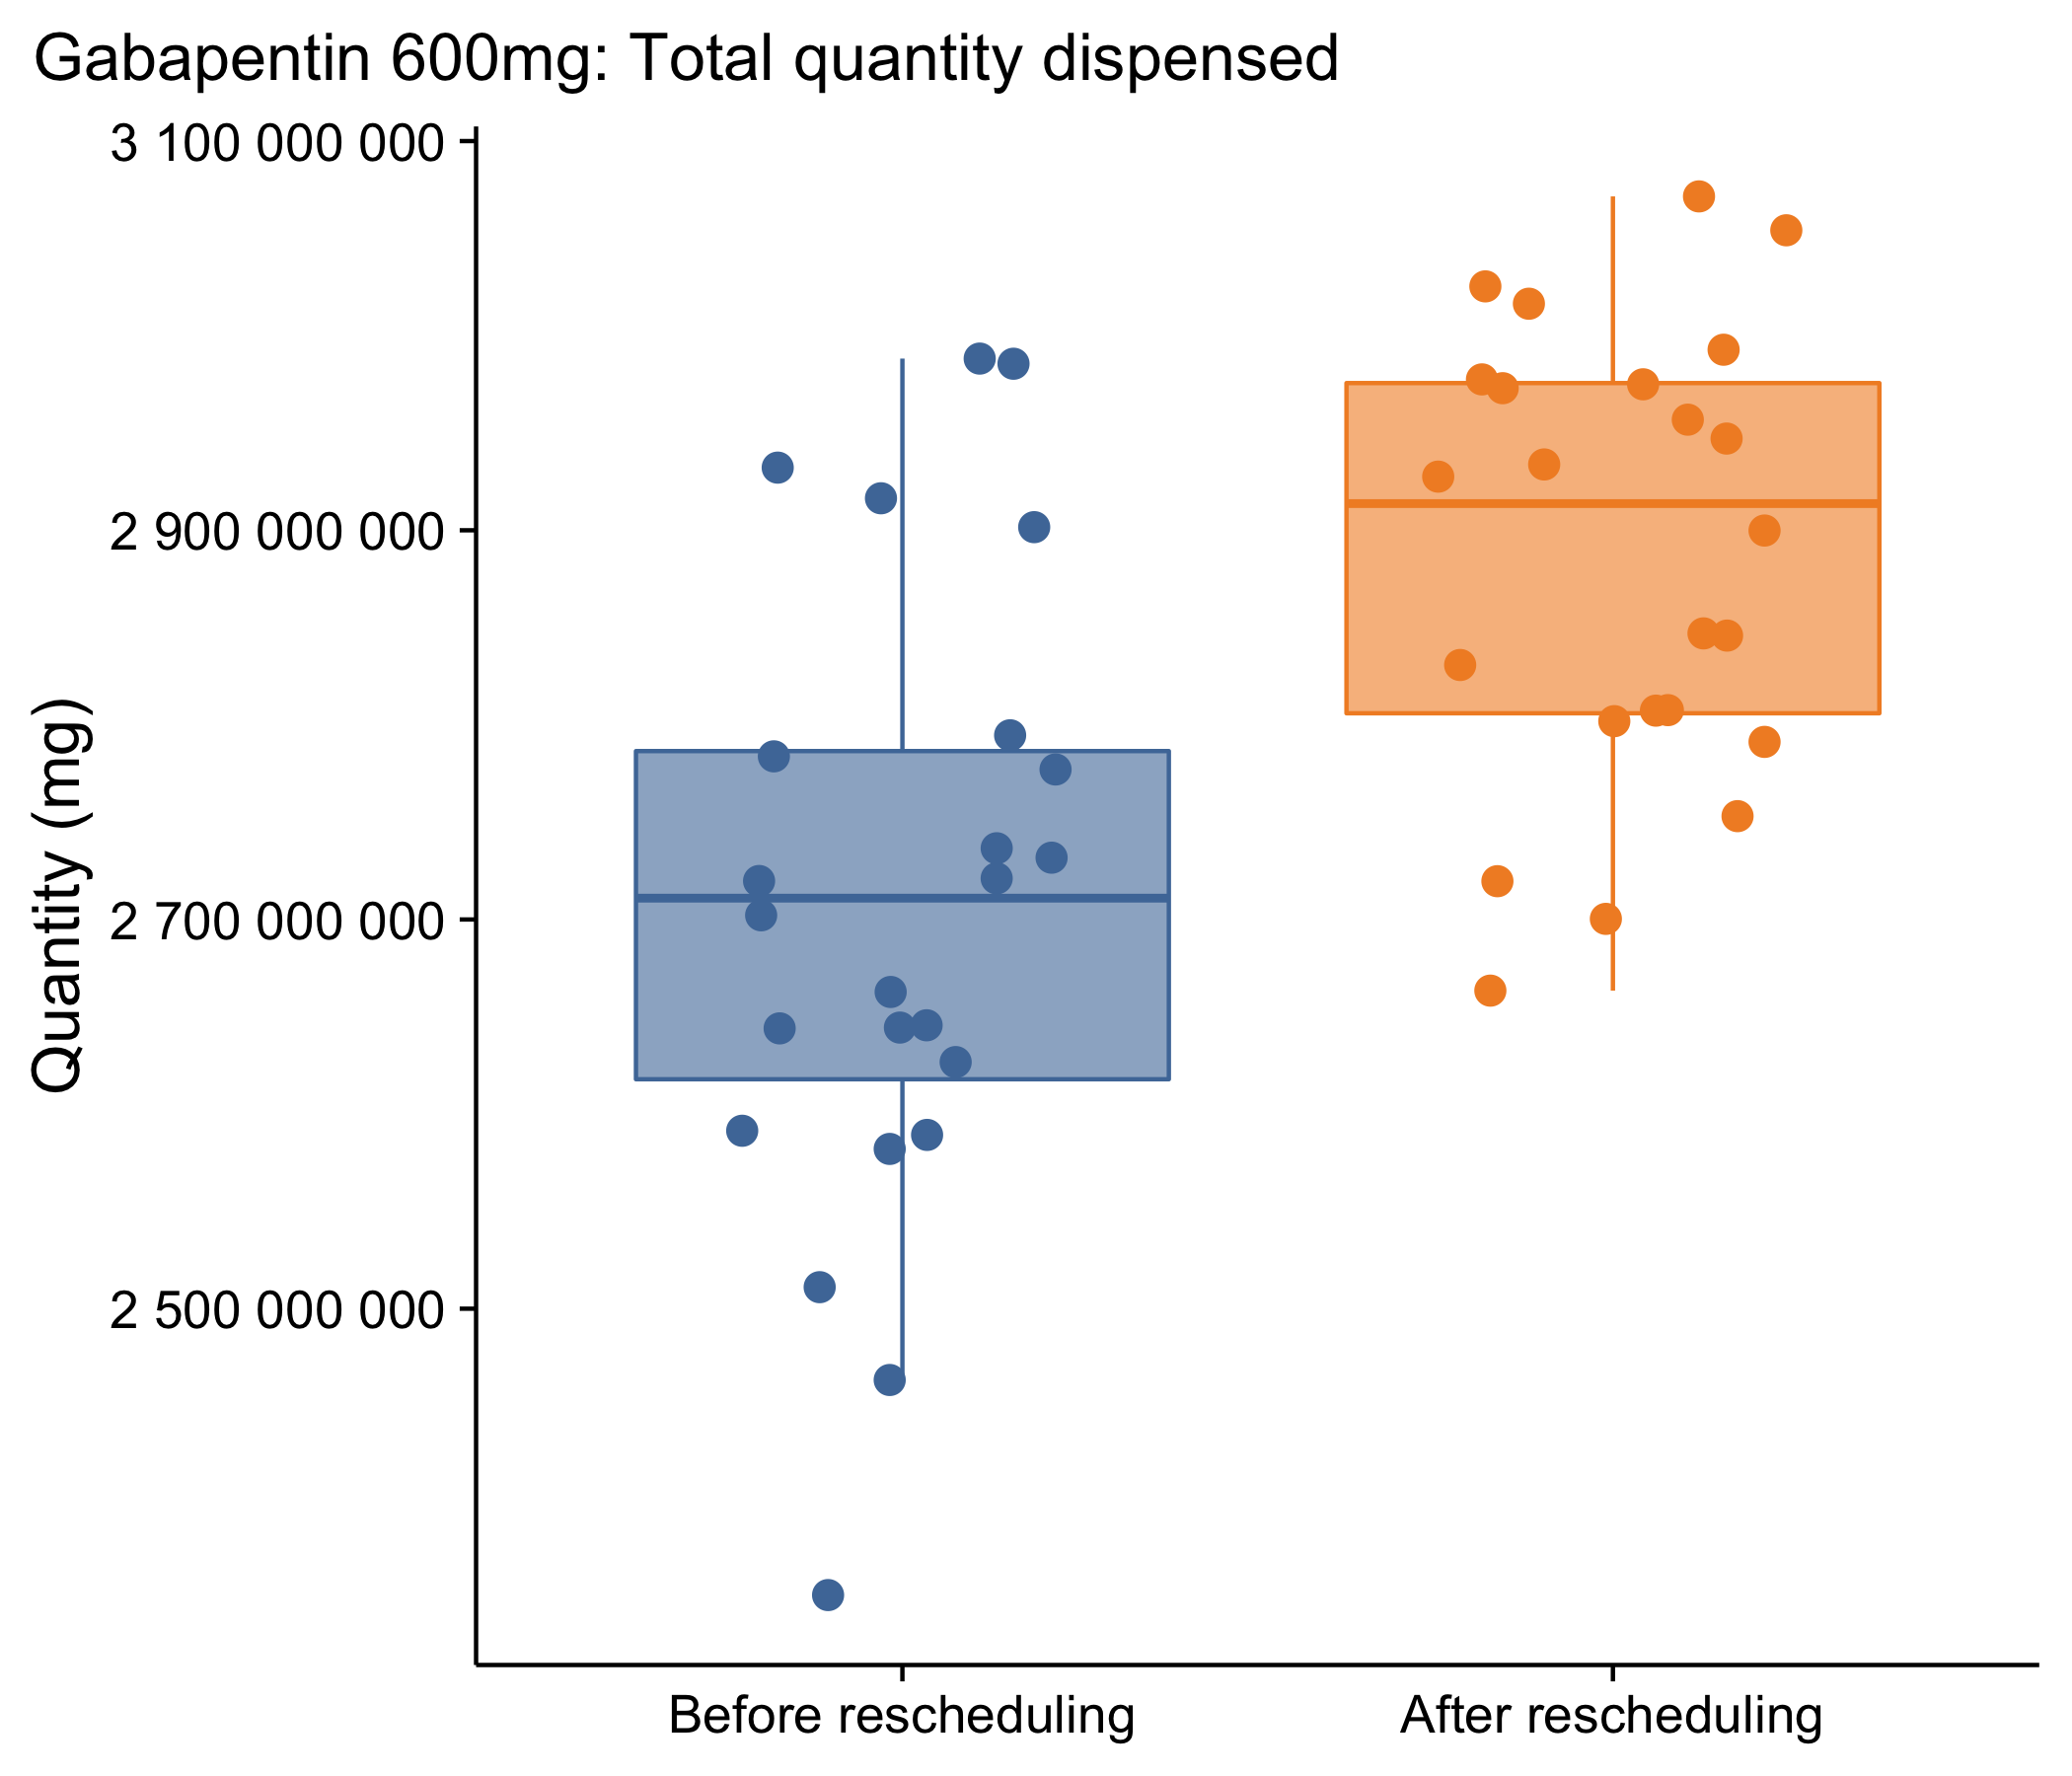 Gabapentin 600mg: Total quantity dispensed
3 100 000 000
2 900 000 000
2 700 000 000
2 500 000 000
Quantity (mg)
Before rescheduling
After rescheduling